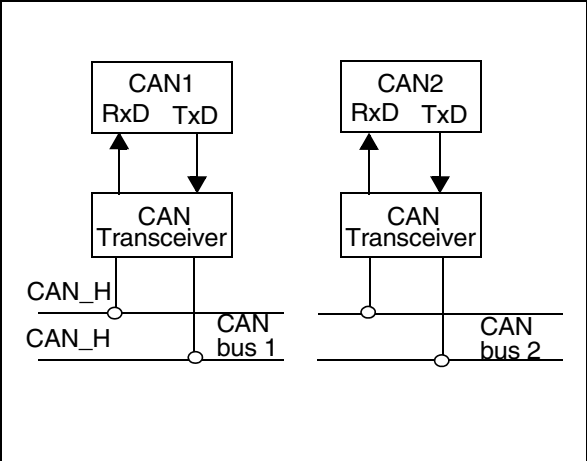 CAN1
RxD TxD
CAN
Transceiver
CAN_H
CAN_H
CAN
bus 1
CAN2
RxD TxD
CAN
Transceiver
CAN
bus 2